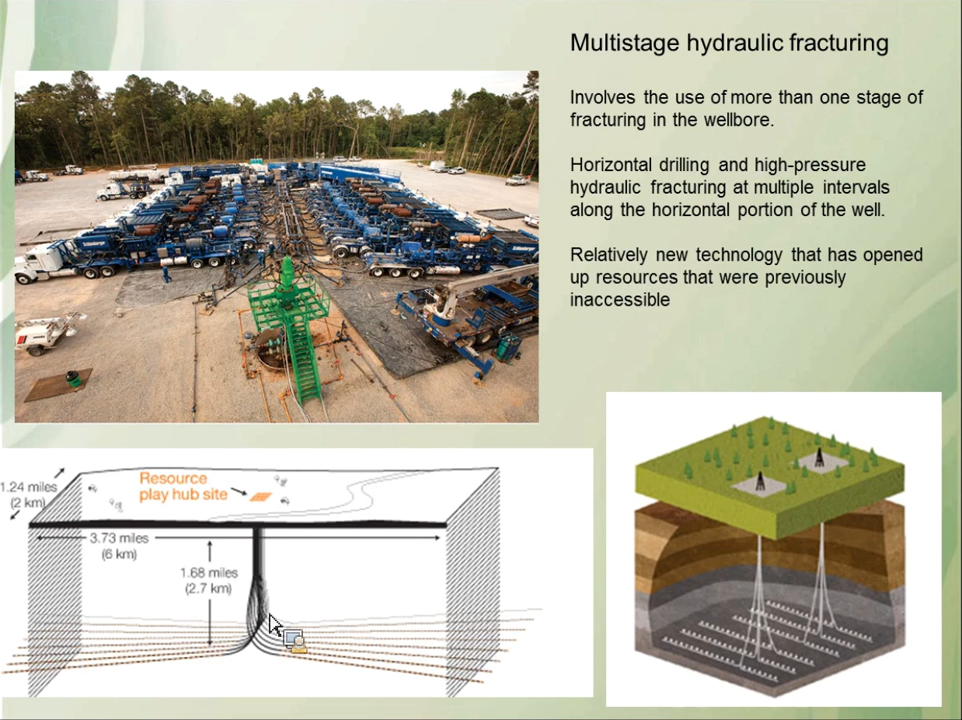 Multistage hydraulic fracturing
Involves the use of more than one stage of
fracturing in the wellbore.
Horizontal drilling and high-pressure
hydraulic fracturing at multiple intervals
along the horizontal portion of the well.
Relatively new technology that has opened
up resources that were previously
inaccessible
1.24 miles
(2 km)
Resource
play hub site
3.73 miles
(6 km)
1.68 miles
(2.7 km)